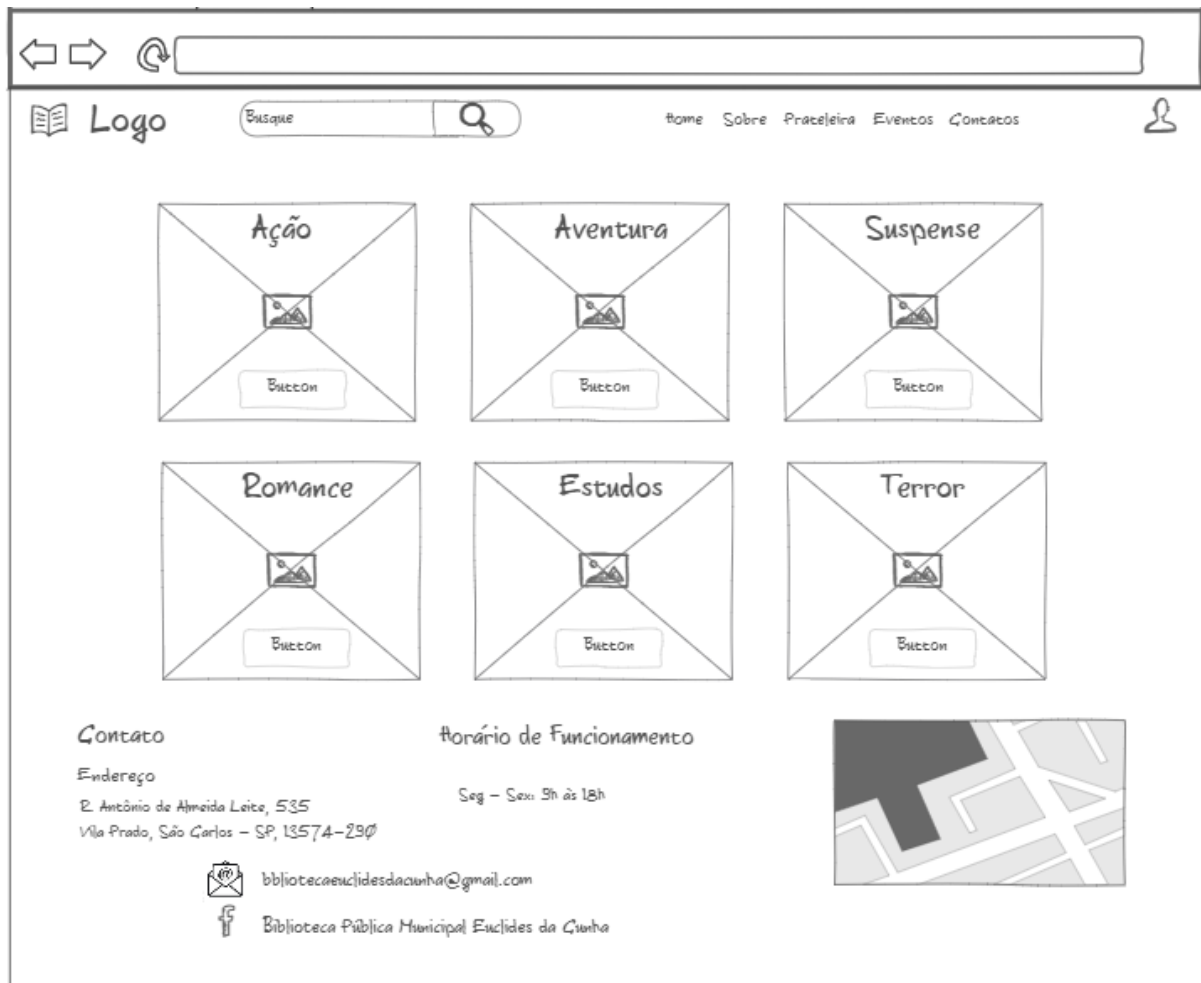 Logo
Busque
Home Sobre Prateleira Eventos Contatos
Ação Aventura Suspense
Button Button Button
Romance Estudos Terror
Button Button Button
Contato
Horário de Funcionamento
Endereço
R. Antônio de Almeida Leite, 535
Seg - Sex: 9h às 18h
Vila Prado, São Carlos - SP, 13574-290
bbliotecaeuclidesdacunha@gmail.com
Biblioteca Pública Municipal Euclides da Cunha